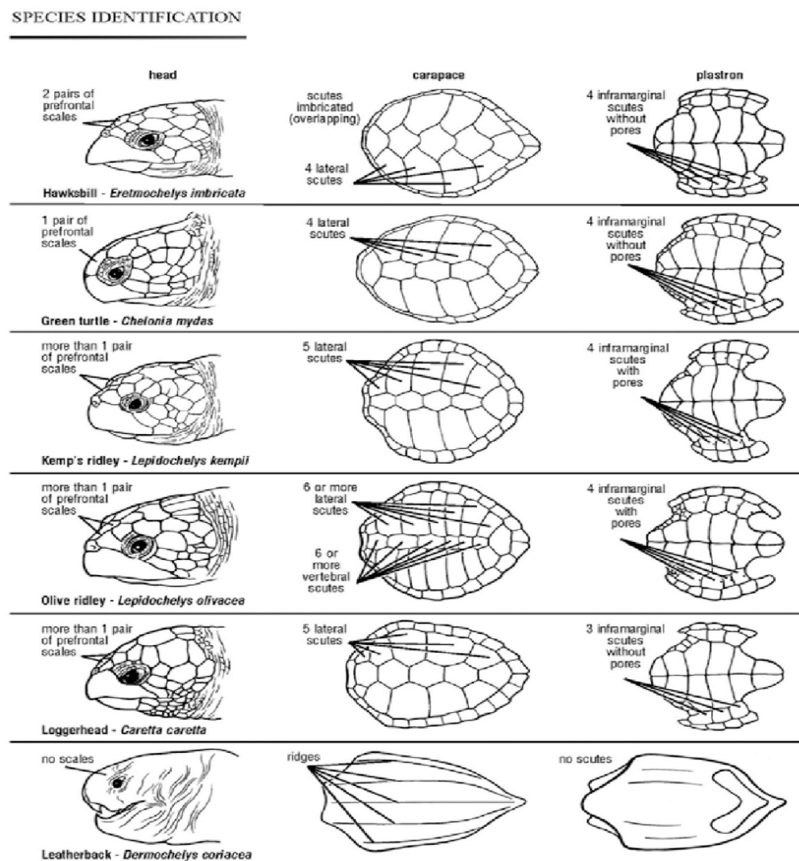 SPECIES IDENTIFICATION
head
carapace
plastron
2 pairs of
prefrontal
scales
scutes
imbricated
(overlapping)
4 lateral
scutes
4 inframarginal
scutes
without
pores
Hawksbill - Eretmochelys imbricata
1 pair of
prefrontal
scales
4 lateral
scutes
4 inframarginal
scutes
without
pores
Green turtle - Chelonia mydas
more than 1 pair
of prefrontal
scales
5 lateral
scutes
4 inframarginal
scutes
with
pores
Kemp's ridley - Lepidochelys kempii
more than 1 pair
of prefrontal
scales
6 or more
lateral
scutes
6 or
more
vertebral
scutes
4 inframarginal
scutes
with
pores
Olive ridley - Lepidochelys olivacea
more than 1 pair
of prefrontal
scales
5 lateral
scutes
3 inframarginal
scutes
without
pores
Loggerhead - Caretta caretta
no scales
ridges
no scutes
Leatherback - Dermochelys coriacea